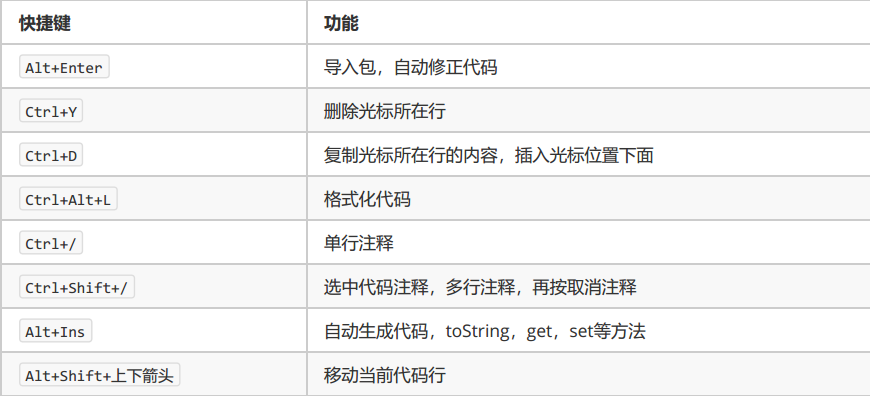 快捷键 功能
Alt+Enter 导入包，自动修正代码
Ctrl+Y 删除光标所在行
Ctrl+D 复制光标所在行的内容，插入光标位置下面
Ctrl+Alt+L 格式化代码
Ctrl+/ 单行注释
Ctrl+Shift+/ 选中代码注释，多行注释，再按取消注释
Alt+Ins 自动生成代码，toString，get，set等方法
Alt+Shift+上下箭头 移动当前代码行